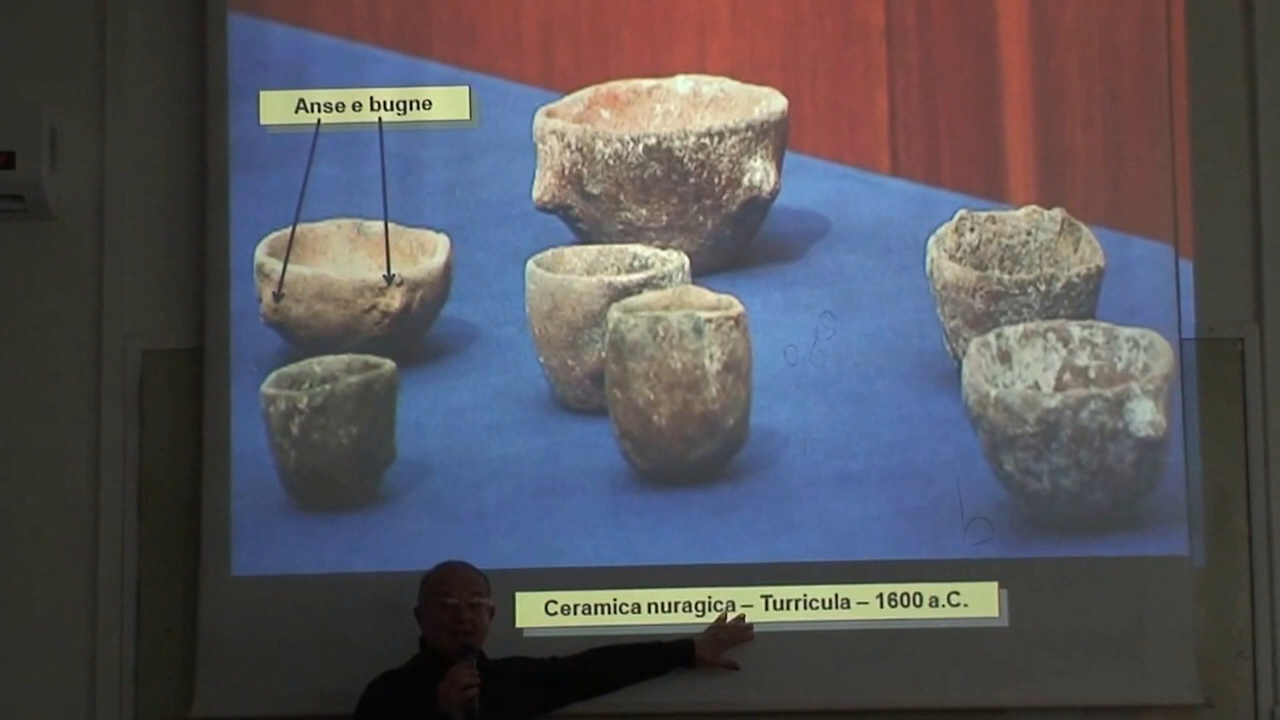 Anse e bugne
Ceramica nuragica – Turricula – 1600 a.C.